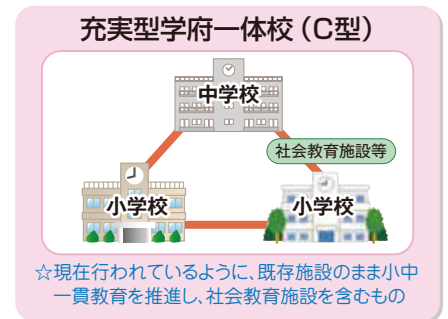 充実型学府一体校（C型）
中学校
社会教育施設等
小学校
小学校
☆現在行われているように、既存施設のまま小中
一貫教育を推進し、社会教育施設を含むもの